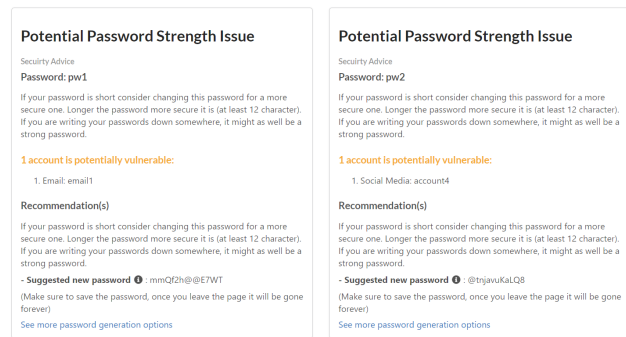 Potential Password Strength Issue
Secuirty Advice
Password: pw1
If your password is short consider changing this password for a more
secure one. Longer the password more secure it is (at least 12 character).
If you are writing your passwords down somewhere, it might as well be a
strong password.
1 account is potentially vulnerable:
1. Email: email1
Recommendation(s)
If your password is short consider changing this password for a more
secure one. Longer the password more secure it is (at least 12 character).
If you are writing your passwords down somewhere, it might as well be a
strong password.
- Suggested new password : mmQf2h@@E7WT
(Make sure to save the password, once you leave the page it will be gone
forever)
See more password generation options
Potential Password Strength Issue
Secuirty Advice
Password: pw2
If your password is short consider changing this password for a more
secure one. Longer the password more secure it is (at least 12 character).
If you are writing your passwords down somewhere, it might as well be a
strong password.
1 account is potentially vulnerable:
1. Social Media: account4
Recommendation(s)
If your password is short consider changing this password for a more
secure one. Longer the password more secure it is (at least 12 character).
If you are writing your passwords down somewhere, it might as well be a
strong password.
- Suggested new password : @tnjavuKaLQ8
(Make sure to save the password, once you leave the page it will be gone
forever)
See more password generation options